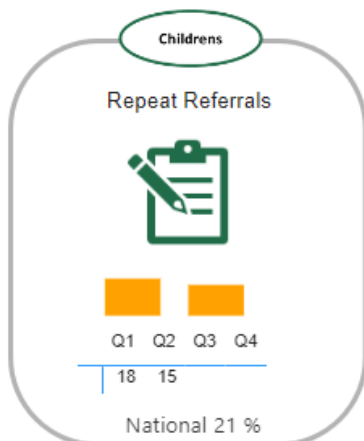 Childrens
Repeat Referrals
Q1 Q2 Q3 Q4
18 15
National 21 %